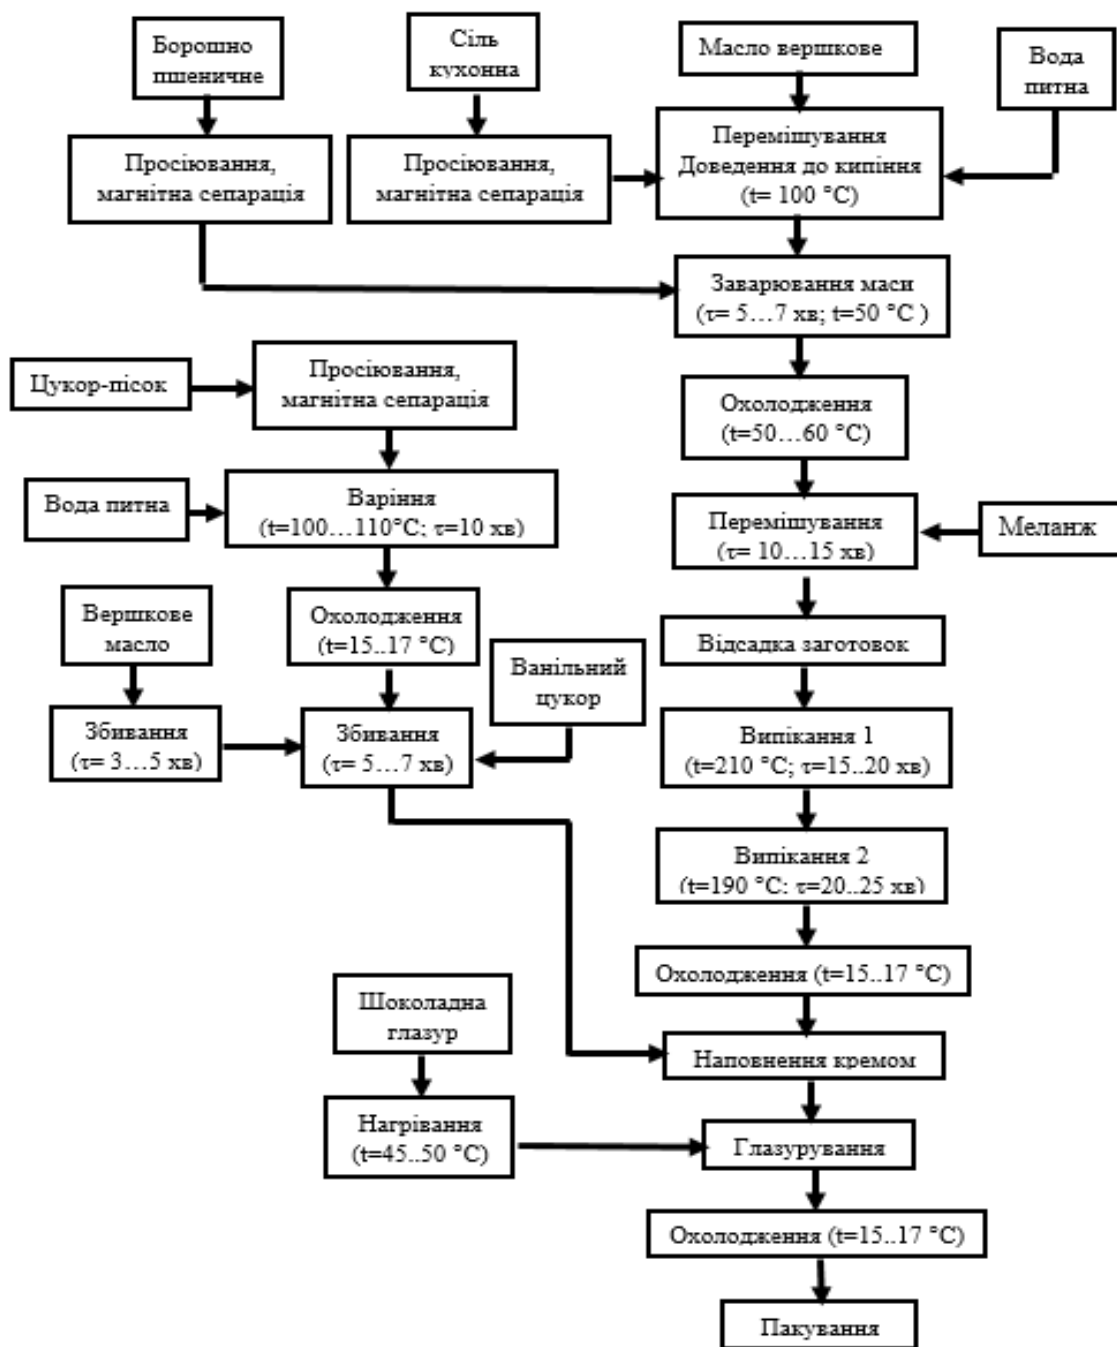 Борошно
пшеничне
Сіль
кухонна
Масло вершкове
Вода
питна
Просіювання,
магнітна сепарація
Просіювання,
магнітна сепарація
Перемішування
Доведення до кипіння
(t= 100 °C)
Заварювання маси
(τ= 5…7 хв; t=50 °C )
Цукор-пісок
Просіювання,
магнітна сепарація
Охолодження
(t=50…60 °C)
Вода питна
Варіння
(t=100…110°C; τ=10 хв)
Перемішування
(τ= 10…15 хв)
Меланж
Вершкове
масло
Охолодження
(t=15..17 °C)
Ванільний
цукор
Відсадка заготовок
Збивання
(τ= 3…5 хв)
Збивання
(τ= 5…7 хв)
Випікання 1
(t=210 °C; τ=15..20 хв)
Випікання 2
(t=190 °C; τ=20..25 хв)
Охолодження (t=15..17 °C)
Шоколадна
глазур
Наповнення кремом
Нагрівання
(t=45..50 °C)
Глазурування
Охолодження (t=15..17 °C)
Пакування